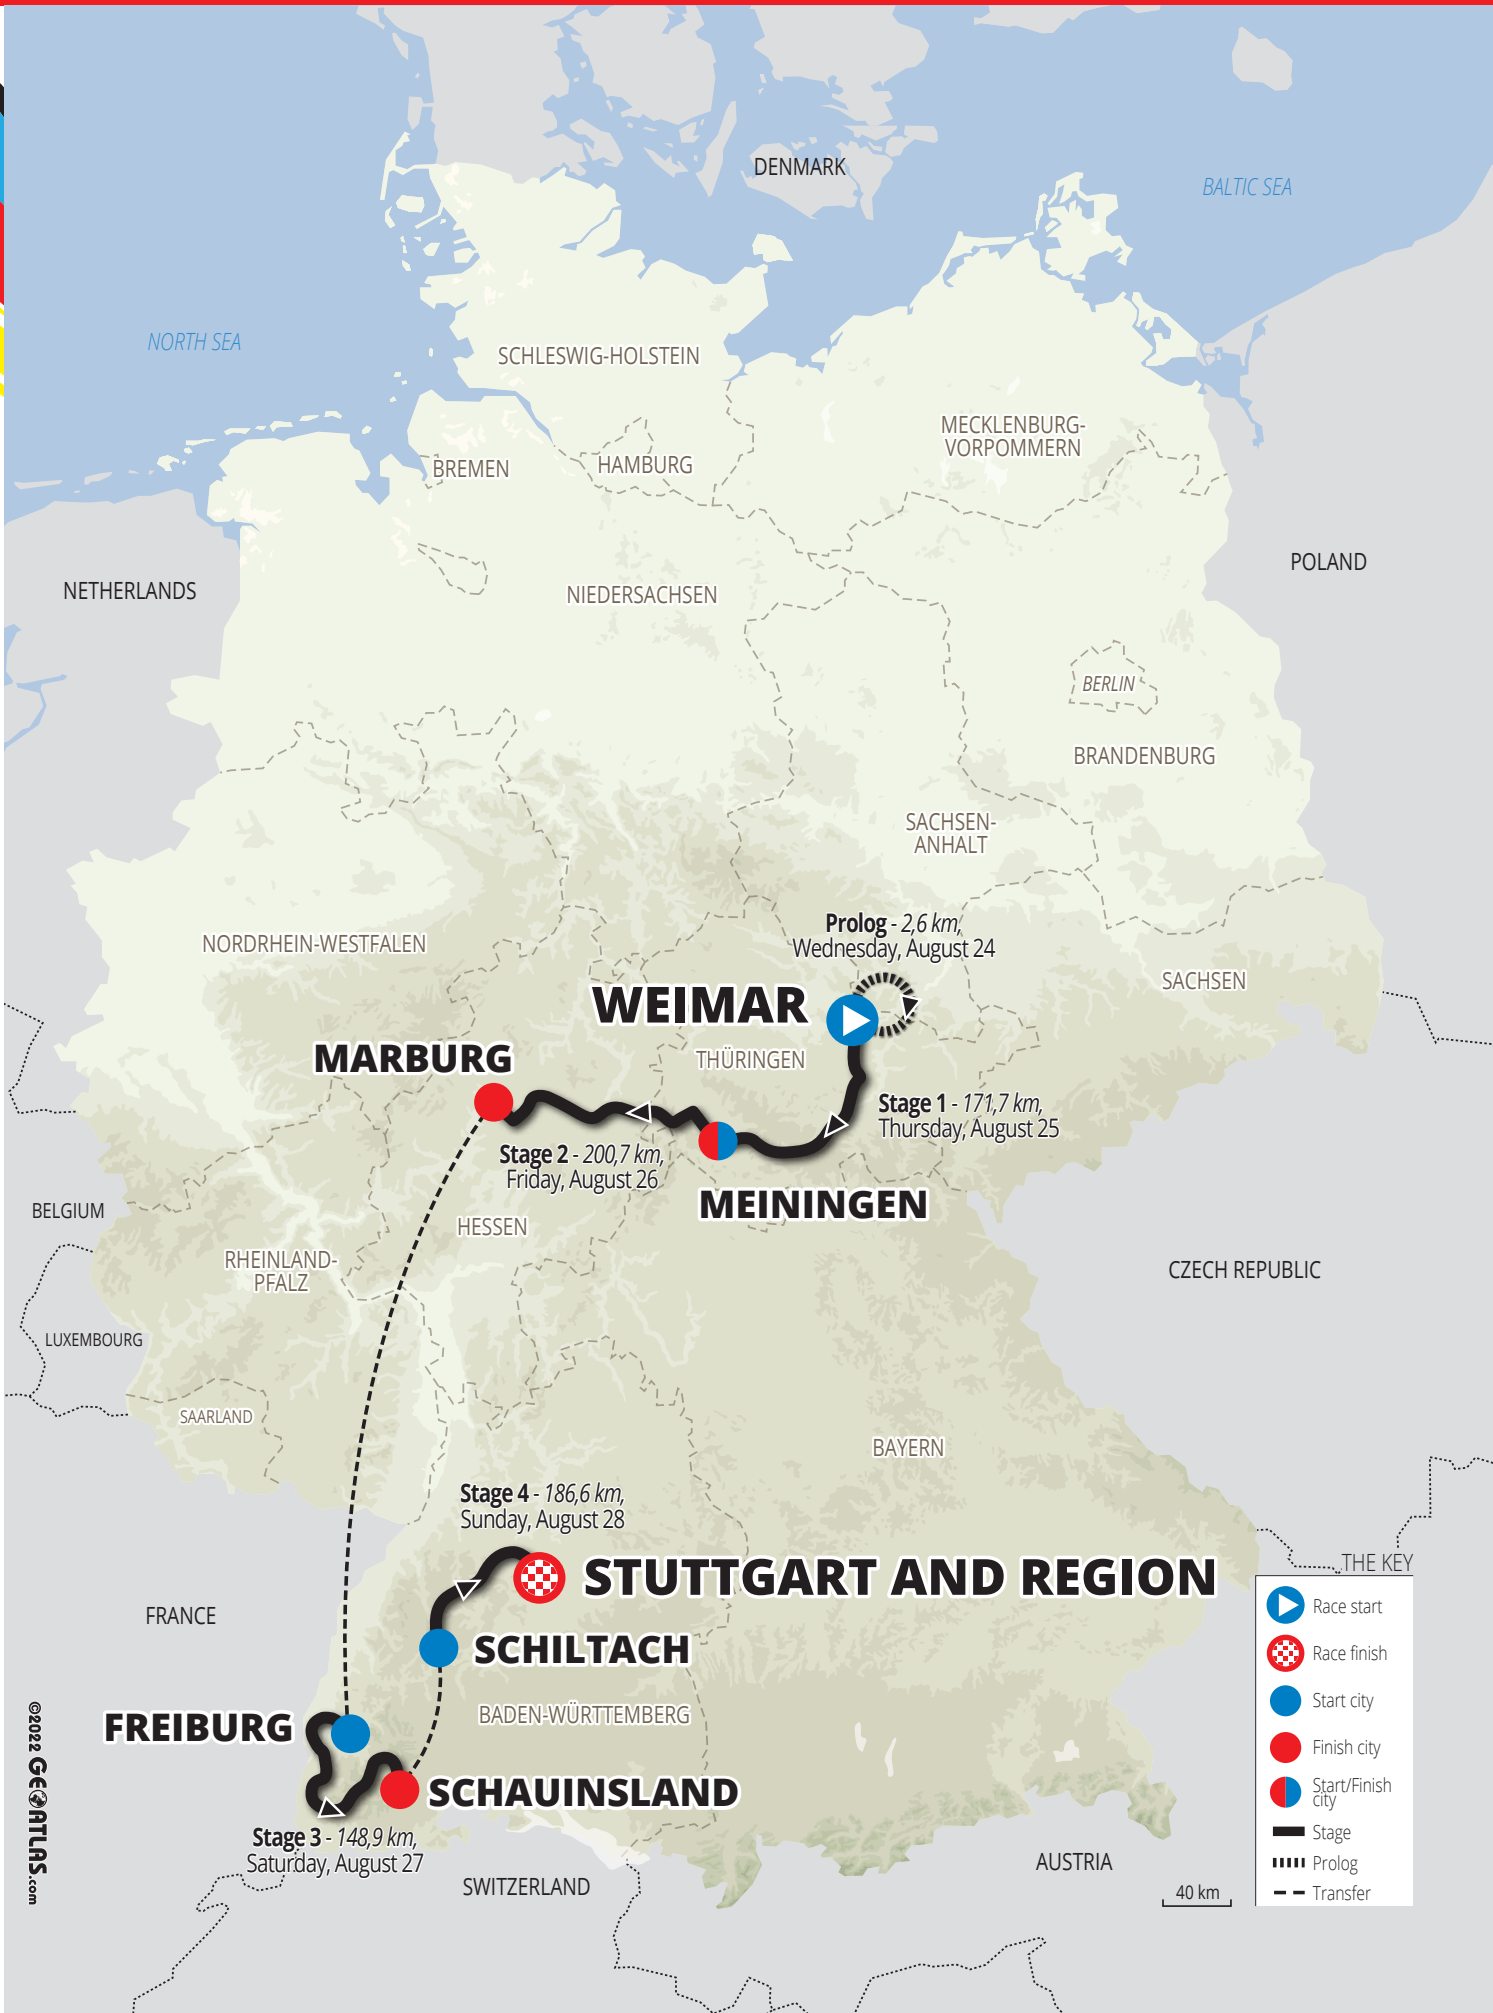 DENMARK
BALTIC SEA
NORTH SEA
SCHLESWIG-HOLSTEIN
MECKLENBURG-
VORPOMMERN
BREMEN
HAMBURG
POLAND
NETHERLANDS
NIEDERSACHSEN
BERLIN
BRANDENBURG
SACHSEN-
ANHALT
Prolog - 2,6 km,
Wednesday, August 24
NORDRHEIN-WESTFALEN
SACHSEN
WEIMAR
MARBURG
THÜRINGEN
Stage 1 - 171,7 km,
Thursday, August 25
Stage 2 - 200,7 km,
Friday, August 26
MEININGEN
BELGIUM
HESSEN
RHEINLAND-
PFALZ
CZECH REPUBLIC
LUXEMBOURG
SAARLAND
BAYERN
Stage 4 - 186,6 km,
Sunday, August 28
STUTTGART AND REGION
FRANCE
SCHILTACH
BADEN-WÜRTTEMBERG
FREIBURG
SCHAUINSLAND
Stage 3 - 148,9 km,
Saturday, August 27
SWITZERLAND
AUSTRIA
40 km
THE KEY
Race start
Race finish
Start city
Finish city
Start/Finish
city
Stage
Prolog
Transfer
©2022 GEOATLAS.com